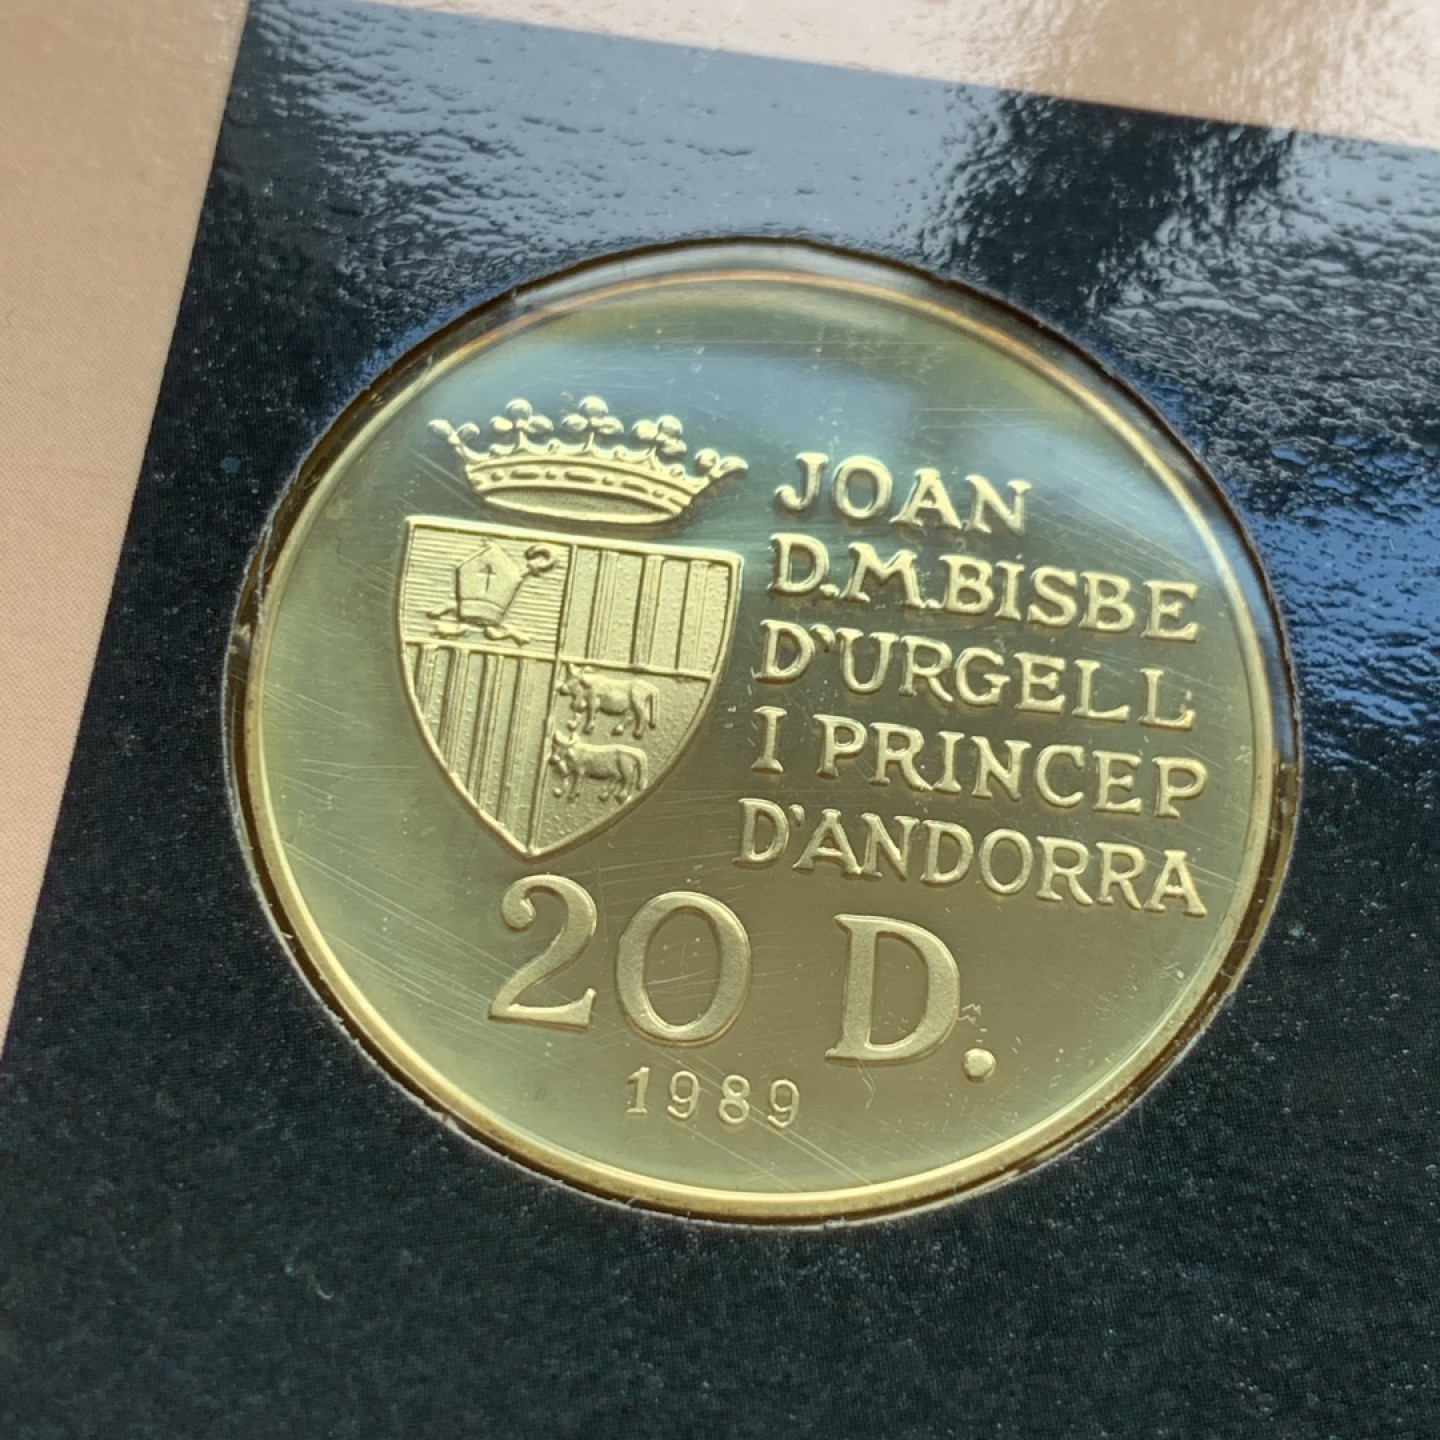 JOAN
D.M.BISBE
D'URGELL
I PRINCEP
D'ANDORRA
20 D.
1989